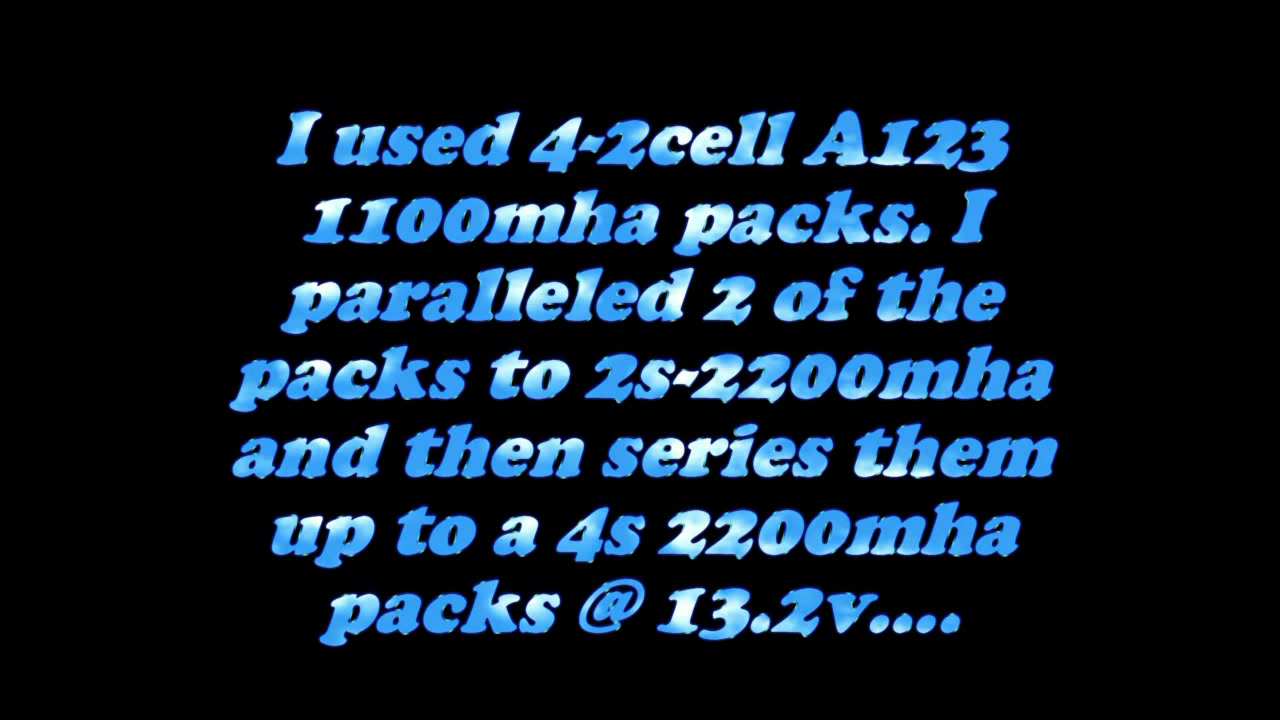 I used 4-2cell A123
1100mha packs. I
paralleled 2 of the
packs to 2s-2200mha
and then series them
up to a 4s 2200mha
packs @ 13.2v....